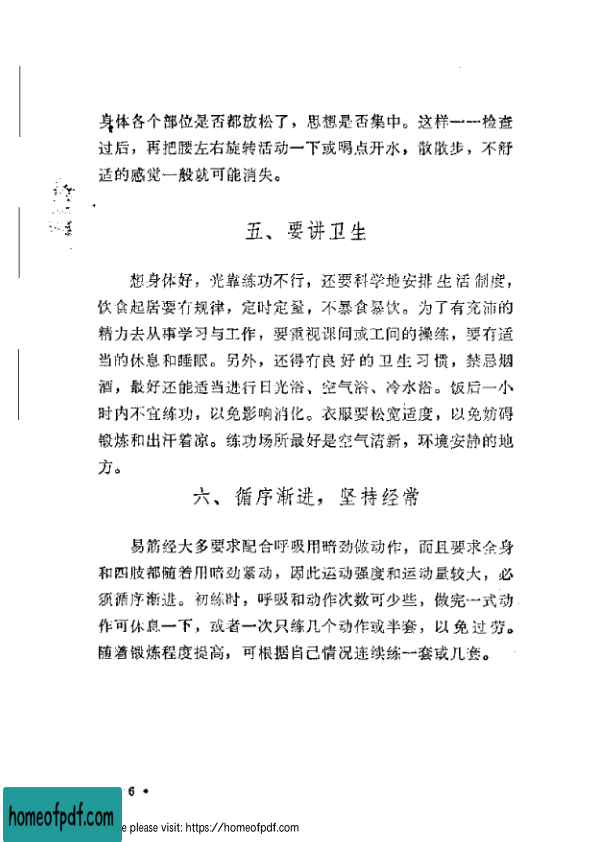 身体各个部位是否都放松了，思想是否集中。这样一一检查
过后，再把腰左右旋转活动一下或喝点开水，散散步，不舒
适的感觉一般就可能消失。
五、要讲卫生
想身体好，光靠练功不行，还要科学地安排生活制度，
饮食起居要有规律，定时定量，不暴食暴饮。为了有充沛的
精力去从事学习与工作，要重视课间或工间的操练，要有适
当的休息和睡眠。另外，还得有良好的卫生习惯，禁忌烟
酒，最好还能适当进行日光浴、空气浴、冷水浴。饭后一小
时内不宜练功，以免影响消化。衣服要松宽适度，以免妨碍
锻炼和出汗着凉。练功场所最好是空气清新，环境安静的地
方。
六、循序渐进，坚持经常
易筋经大多要求配合呼吸用暗劲做动作，而且要求全身
和四肢都随着用暗劲紧动，因此运动强度和运动量较大，必
须循序渐进。初练时，呼吸和动作次数可少些，做完一式动
作可休息一下，或者一次只练几个动作或半套，以免过劳。
随着锻炼程度提高，可根据自己情况连续练一套或几套。
6 •
homeofpdf.com
e please visit: https://homeofpdf.com